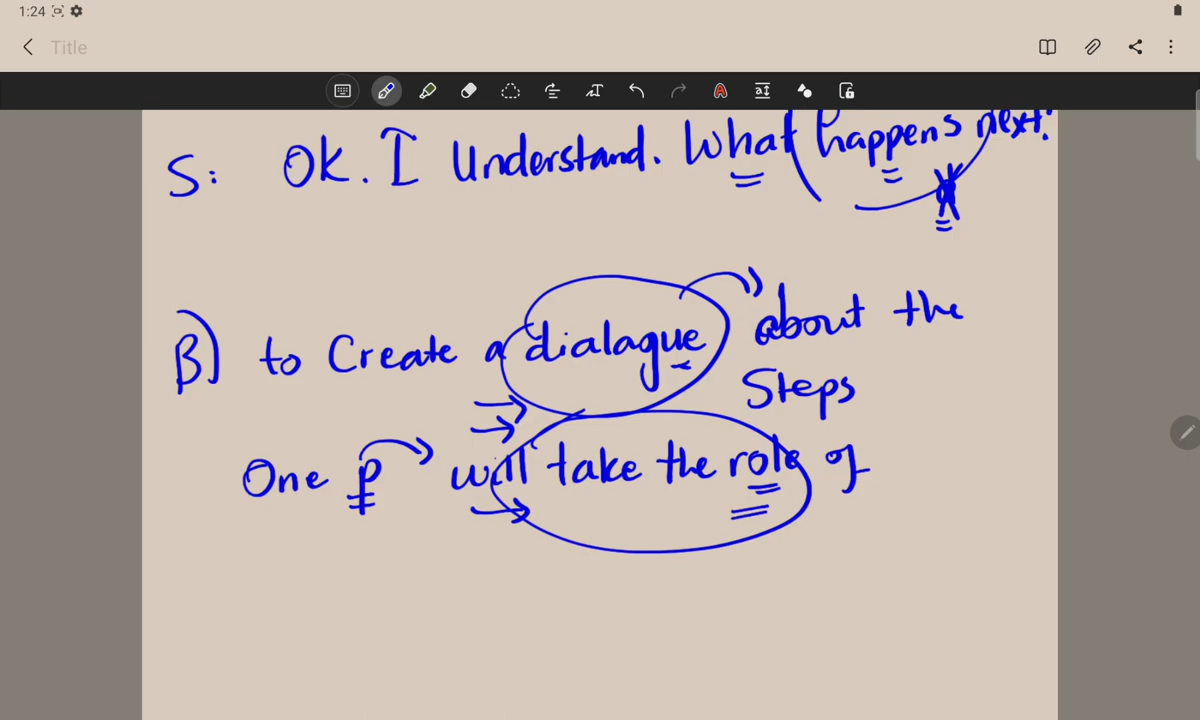 1:24
Title
S: OK. I Understand. What happens next?
B) to Create a dialague about the
Steps
One P will take the role of